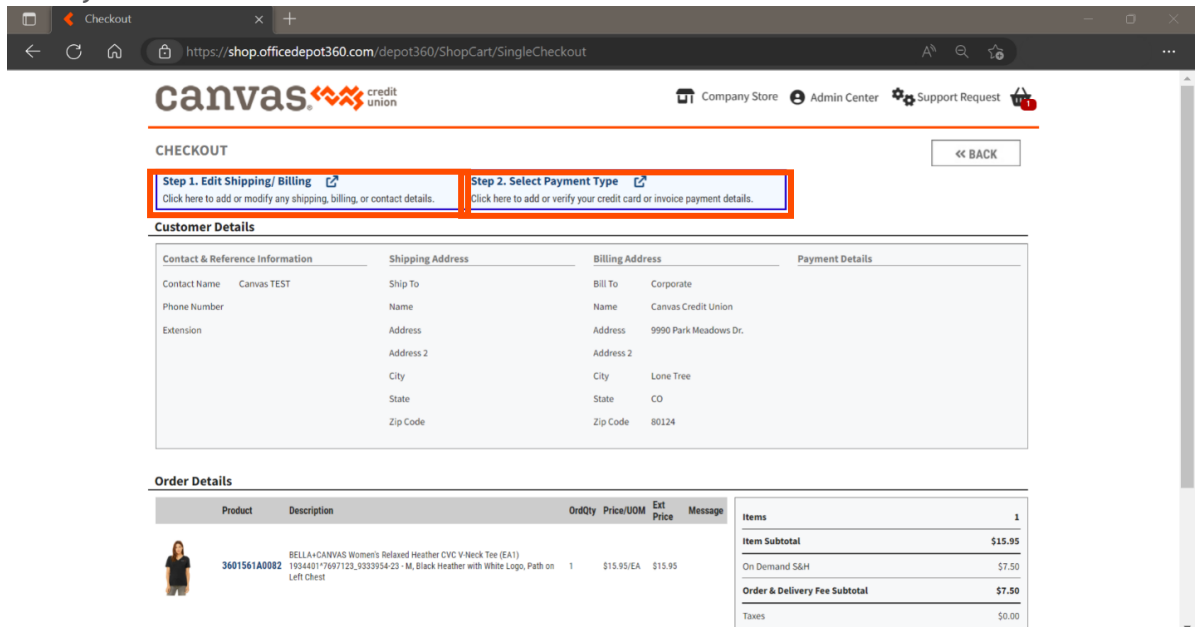 Checkout
https://shop.officedepot360.com/depot360/ShopCart/SingleCheckout
canvas. credit union
Company Store Admin Center Support Request 1
CHECKOUT
<< BACK
Step 1. Edit Shipping/ Billing
Click here to add or modify any shipping, billing, or contact details.
Step 2. Select Payment Type
Click here to add or verify your credit card or invoice payment details.
Customer Details
Contact & Reference Information Shipping Address Billing Address Payment Details
Contact Name Canvas TEST Ship To Bill To Corporate
Phone Number Name Name Canvas Credit Union
Extension Address Address 9990 Park Meadows Dr.
Address 2 Address 2
City City Lone Tree
State State CO
Zip Code Zip Code 80124
Order Details
Product Description OrdQty Price/UOM Ext Price Message
3601561A0082
BELLA+CANVAS Women's Relaxed Heather CVC V-Neck Tee (EA1)
1934401*7697123_9333954-23 - M, Black Heather with White Logo, Path on
Left Chest
1 $15.95/EA $15.95
Items 1
Item Subtotal $15.95
On Demand S&H $7.50
Order & Delivery Fee Subtotal $7.50
Taxes $0.00